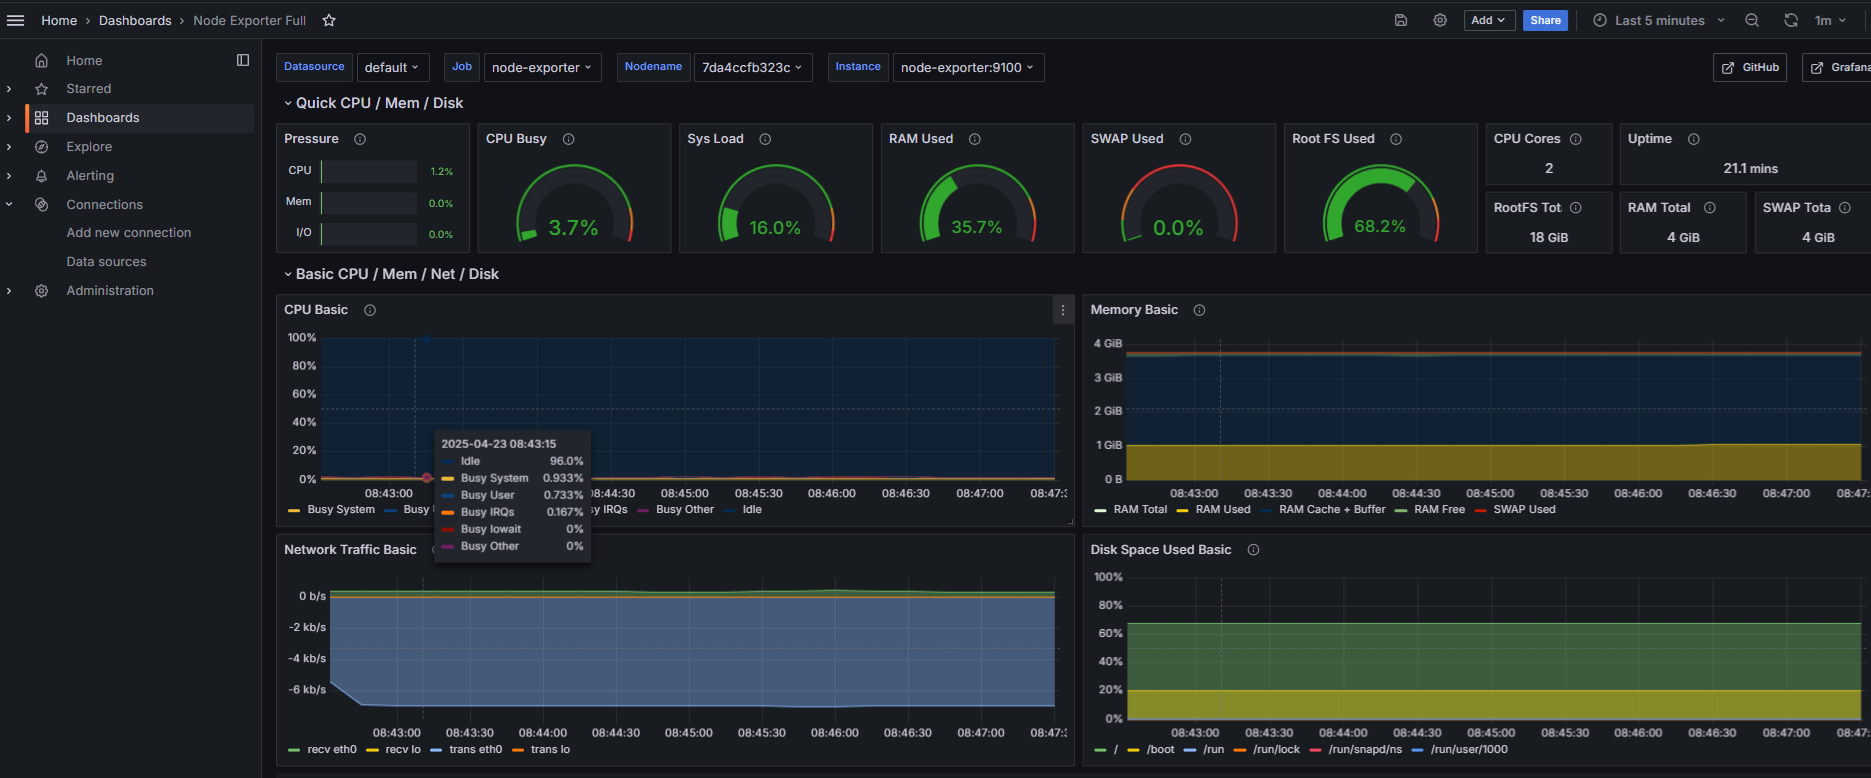 Home › Dashboards › Node Exporter Full
Add
Share
Last 5 minutes
1m
Home
Starred
Dashboards
Explore
Alerting
Connections
Add new connection
Data sources
Administration
Datasource default Job node-exporter Nodename 7da4ccfb323c Instance node-exporter:9100
GitHub
Grafana
Quick CPU / Mem / Disk
Pressure
CPU 1.2%
Mem 0.0%
I/O 0.0%
CPU Busy
3.7%
Sys Load
16.0%
RAM Used
35.7%
SWAP Used
0.0%
Root FS Used
68.2%
CPU Cores
2
Uptime
21.1 mins
RootFS Tot
18 GiB
RAM Total
4 GiB
SWAP Tota
4 GiB
Basic CPU / Mem / Net / Disk
CPU Basic
100%
80%
60%
40%
20%
0%
08:43:00 08:44:30 08:45:00 08:45:30 08:46:00 08:46:30 08:47:00 08:47:
Busy System Busy U sy IRQs Busy Other Idle
2025-04-23 08:43:15
Idle 96.0%
Busy System 0.933%
Busy User 0.733%
Busy IRQs 0.167%
Busy Iowait 0%
Busy Other 0%
Memory Basic
4 GiB
3 GiB
2 GiB
1 GiB
0 B
08:43:00 08:43:30 08:44:00 08:44:30 08:45:00 08:45:30 08:46:00 08:46:30 08:47:00 08:47:
RAM Total RAM Used RAM Cache + Buffer RAM Free SWAP Used
Network Traffic Basic
0 b/s
-2 kb/s
-4 kb/s
-6 kb/s
08:43:00 08:43:30 08:44:00 08:44:30 08:45:00 08:45:30 08:46:00 08:46:30 08:47:00 08:47:
recv eth0 recv lo trans eth0 trans lo
Disk Space Used Basic
100%
80%
60%
40%
20%
0%
08:43:00 08:43:30 08:44:00 08:44:30 08:45:00 08:45:30 08:46:00 08:46:30 08:47:00 08:47:
/ /boot /run /run/lock /run/snapd/ns /run/user/1000